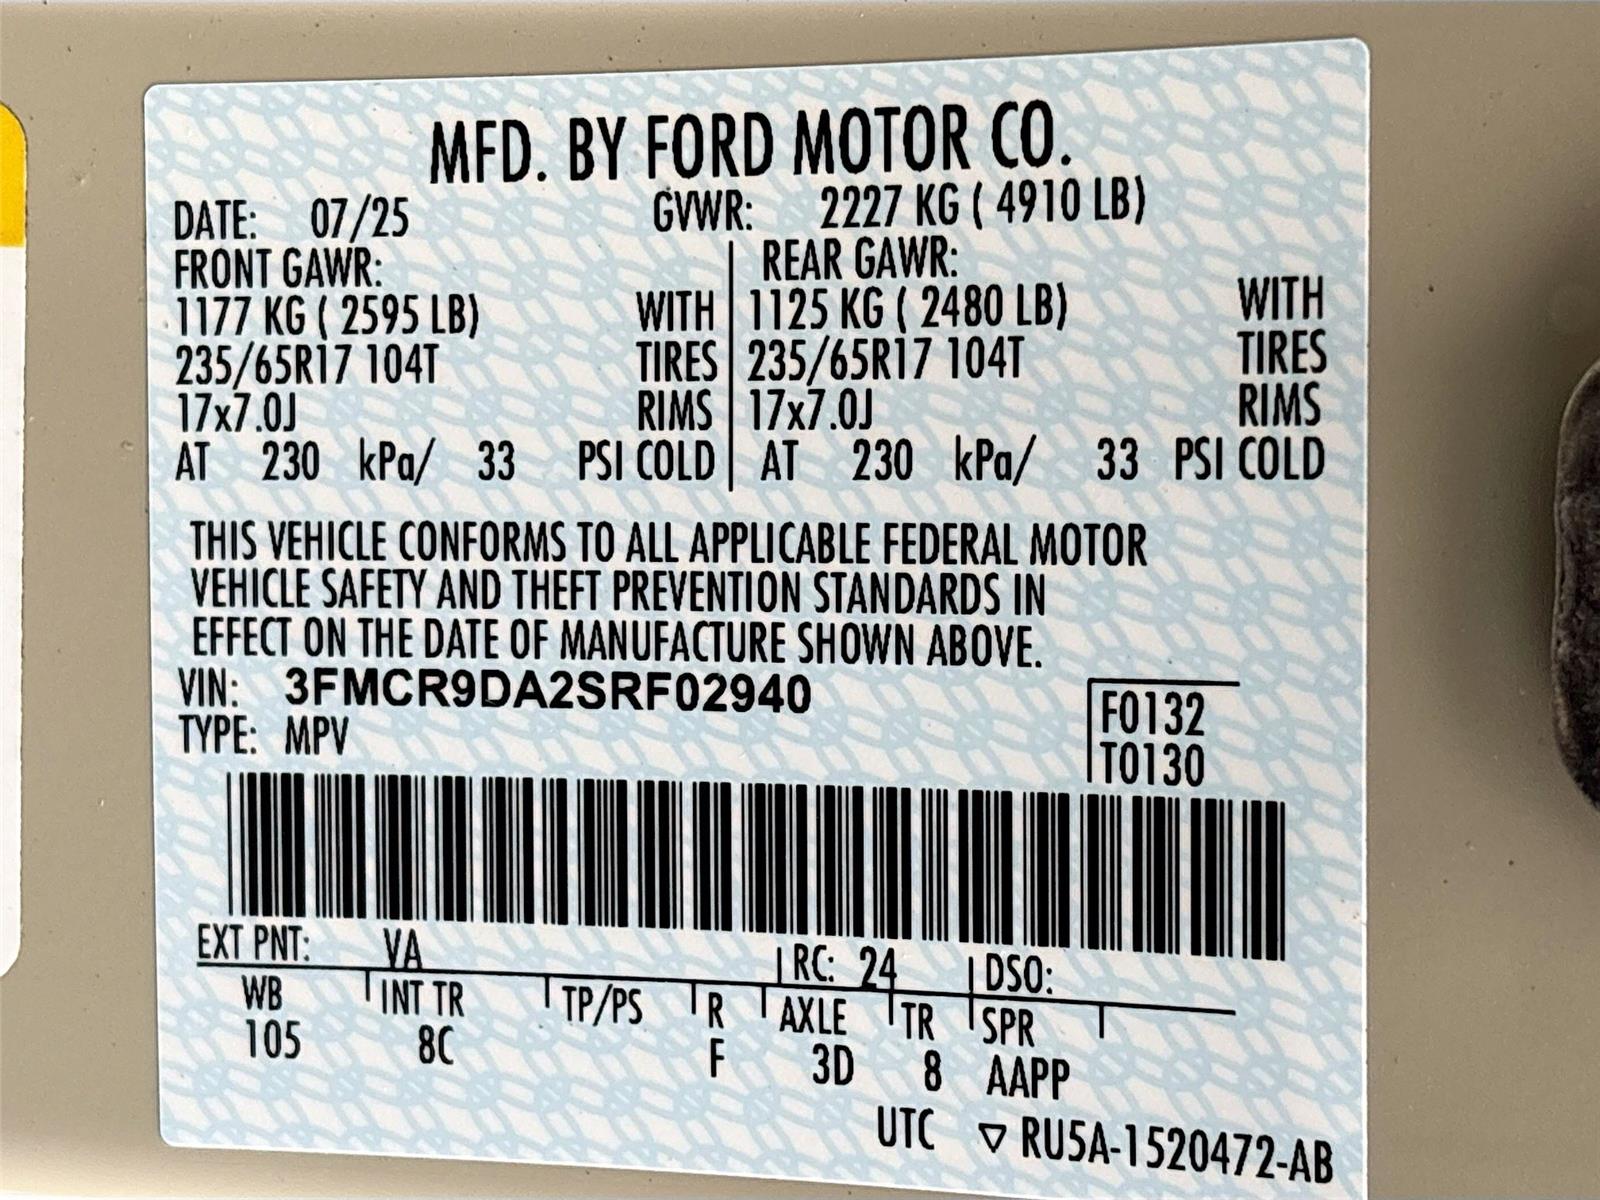 MFD. BY FORD MOTOR CO.
DATE: 07/25 GVWR: 2227 KG ( 4910 LB)
FRONT GAWR: REAR GAWR:
1177 KG ( 2595 LB) WITH 1125 KG ( 2480 LB) WITH
235/65R17 104T TIRES 235/65R17 104T TIRES
17x7.0J RIMS 17x7.0J RIMS
AT 230 kPa/ 33 PSI COLD AT 230 kPa/ 33 PSI COLD
THIS VEHICLE CONFORMS TO ALL APPLICABLE FEDERAL MOTOR
VEHICLE SAFETY AND THEFT PREVENTION STANDARDS IN
EFFECT ON THE DATE OF MANUFACTURE SHOWN ABOVE.
VIN: 3FMCR9DA2SRF02940 F0132
TYPE: MPV T0130
EXT PNT: VA RC: 24 DSO:
WB INT TR TP/PS R AXLE TR SPR
105 8C F 3D 8 AAPP
UTC ▽ RU5A-1520472-AB